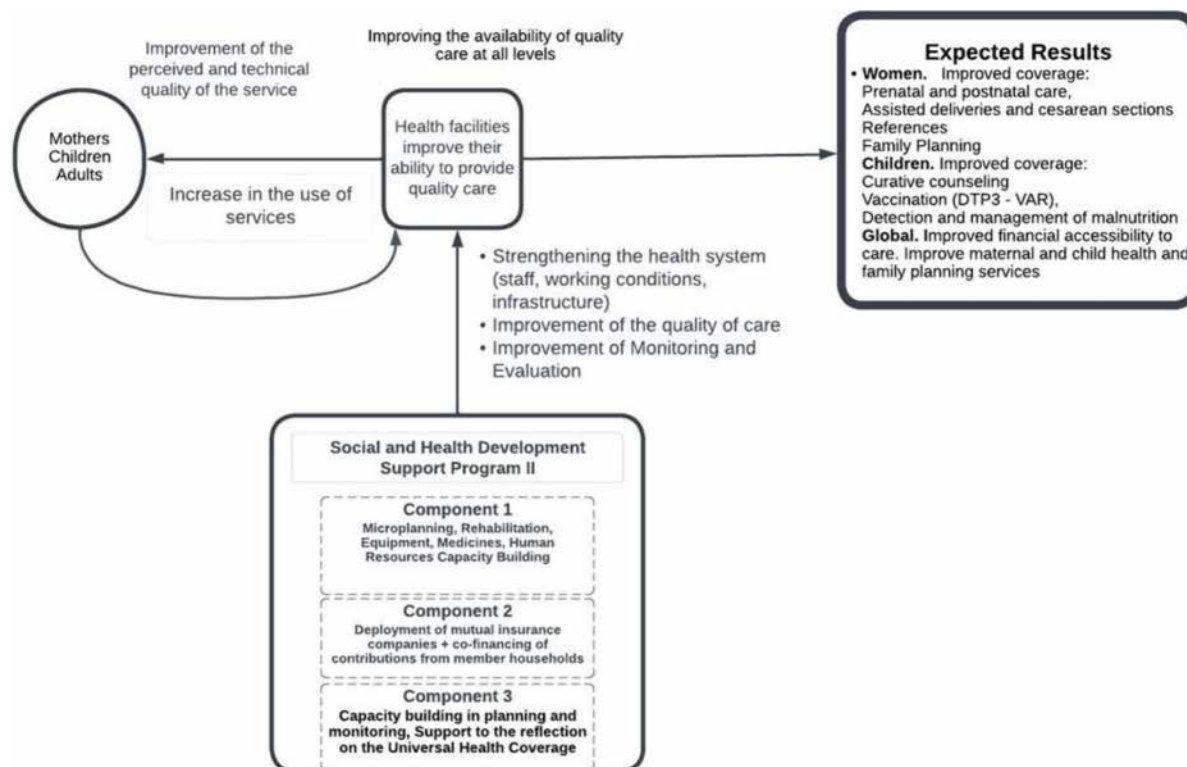 Improvement of the
perceived and technical
quality of the service
Improving the availability of quality
care at all levels
Mothers
Children
Adults
Health facilities
improve their
ability to provide
quality care
Increase in the use of
services
Expected Results
• Women. Improved coverage:
Prenatal and postnatal care,
Assisted deliveries and cesarean sections
References
Family Planning
Children. Improved coverage:
Curative counseling
Vaccination (DTP3 - VAR),
Detection and management of malnutrition
Global. Improved financial accessibility to
care. Improve maternal and child health and
family planning services
• Strengthening the health system
(staff, working conditions,
infrastructure)
• Improvement of the quality of care
• Improvement of Monitoring and
Evaluation
Social and Health Development
Support Program II
Component 1
Microplanning, Rehabilitation,
Equipment, Medicines, Human
Resources Capacity Building
Component 2
Deployment of mutual insurance
companies + co-financing of
contributions from member households
Component 3
Capacity building in planning and
monitoring, Support to the reflection
on the Universal Health Coverage